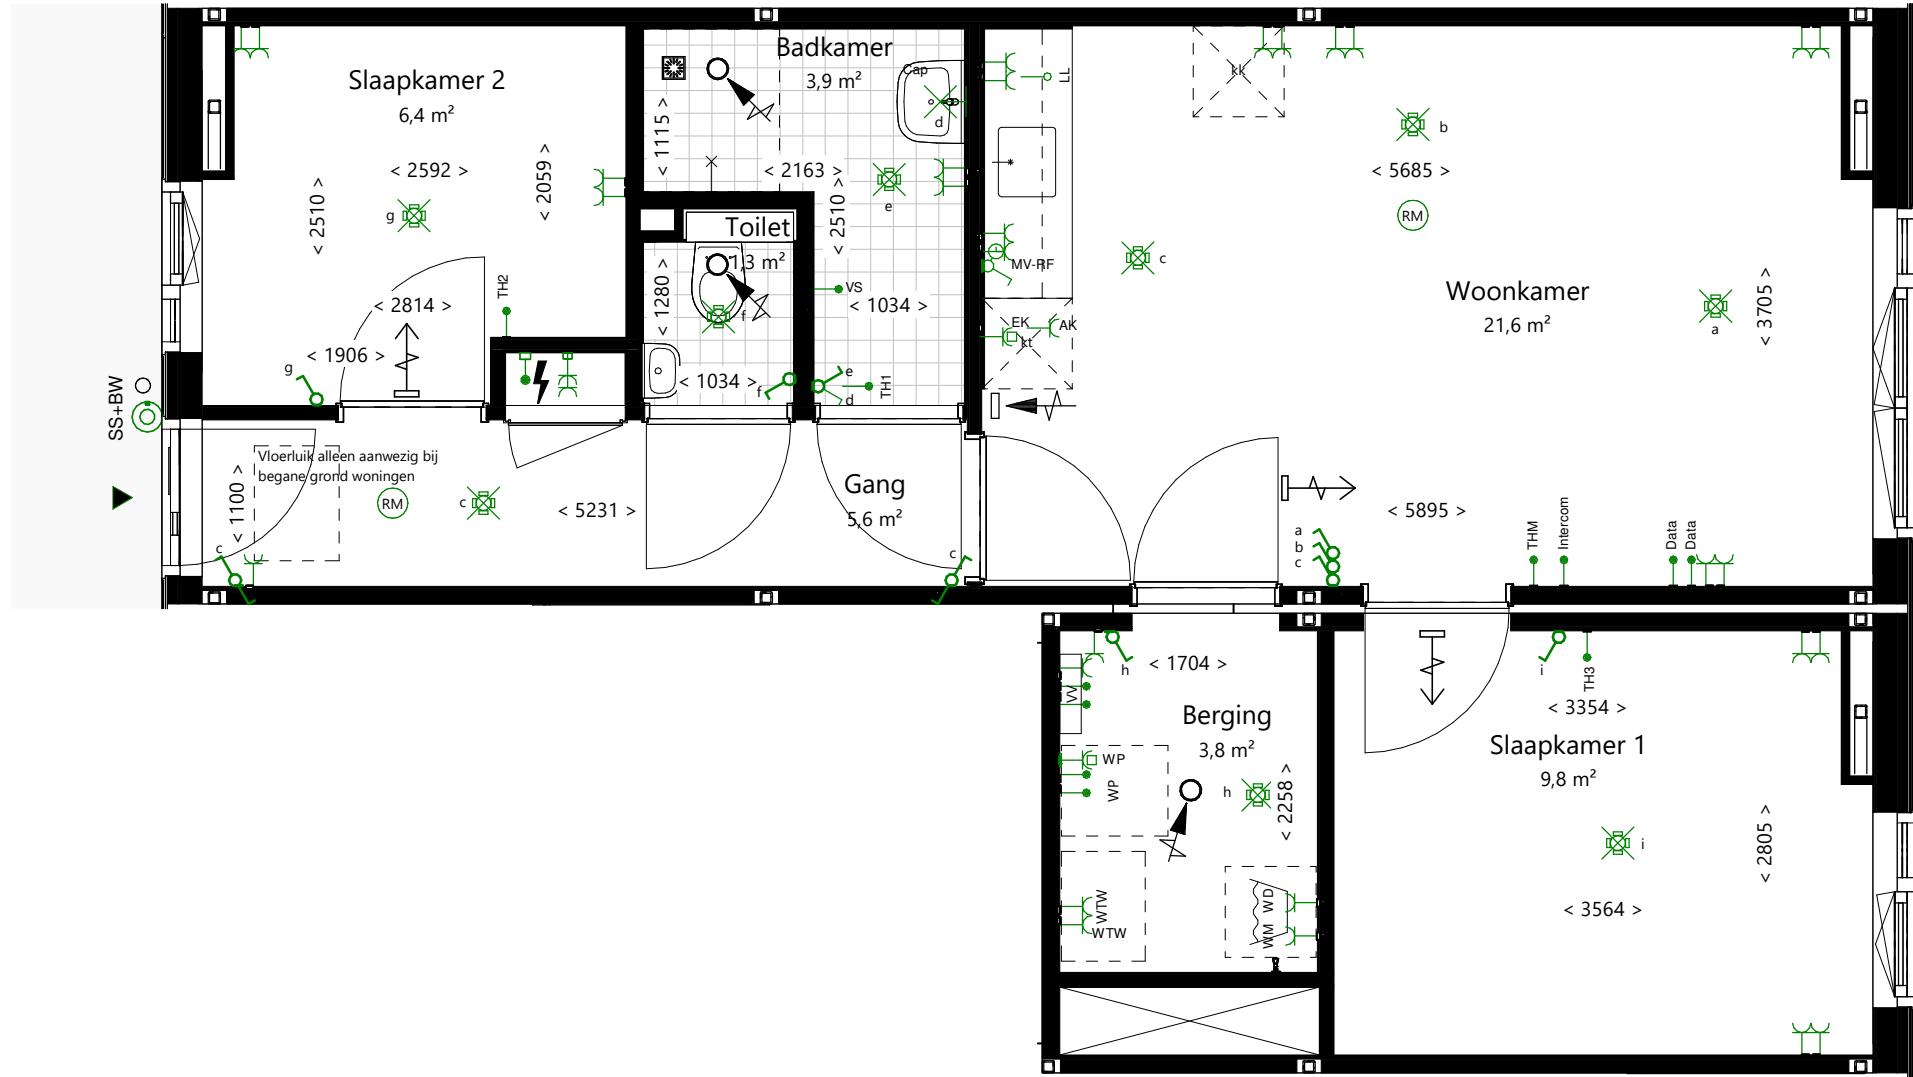 Slaapkamer 2
6,4 m²
< 2592 >
< 2510 >
< 2059 >
g
< 2814 >
TH2
< 1906 >
g
Badkamer
3,9 m²
Cap
d
< 1115 >
< 2163 >
< 2510 >
e
Toilet
1,3 m²
< 1280 >
f
VS
< 1034 >
< 1034 >
f
e
d
TH1
LL
kk
b
< 5685 >
RM
MV-RF
c
Woonkamer
21,6 m²
< 3705 >
a
EK
AK
kt
SS+BW
Vloerluik alleen aanwezig bij
begane grond woningen
< 1100 >
RM
c
< 5231 >
Gang
5,6 m²
c
c
< 5895 >
a
b
c
THM
Intercom
Data
Data
h
< 1704 >
VV
Berging
3,8 m²
WP
WP
h
< 2258 >
WTW
WTW
WM WD
i
TH3
< 3354 >
Slaapkamer 1
9,8 m²
i
< 2805 >
< 3564 >